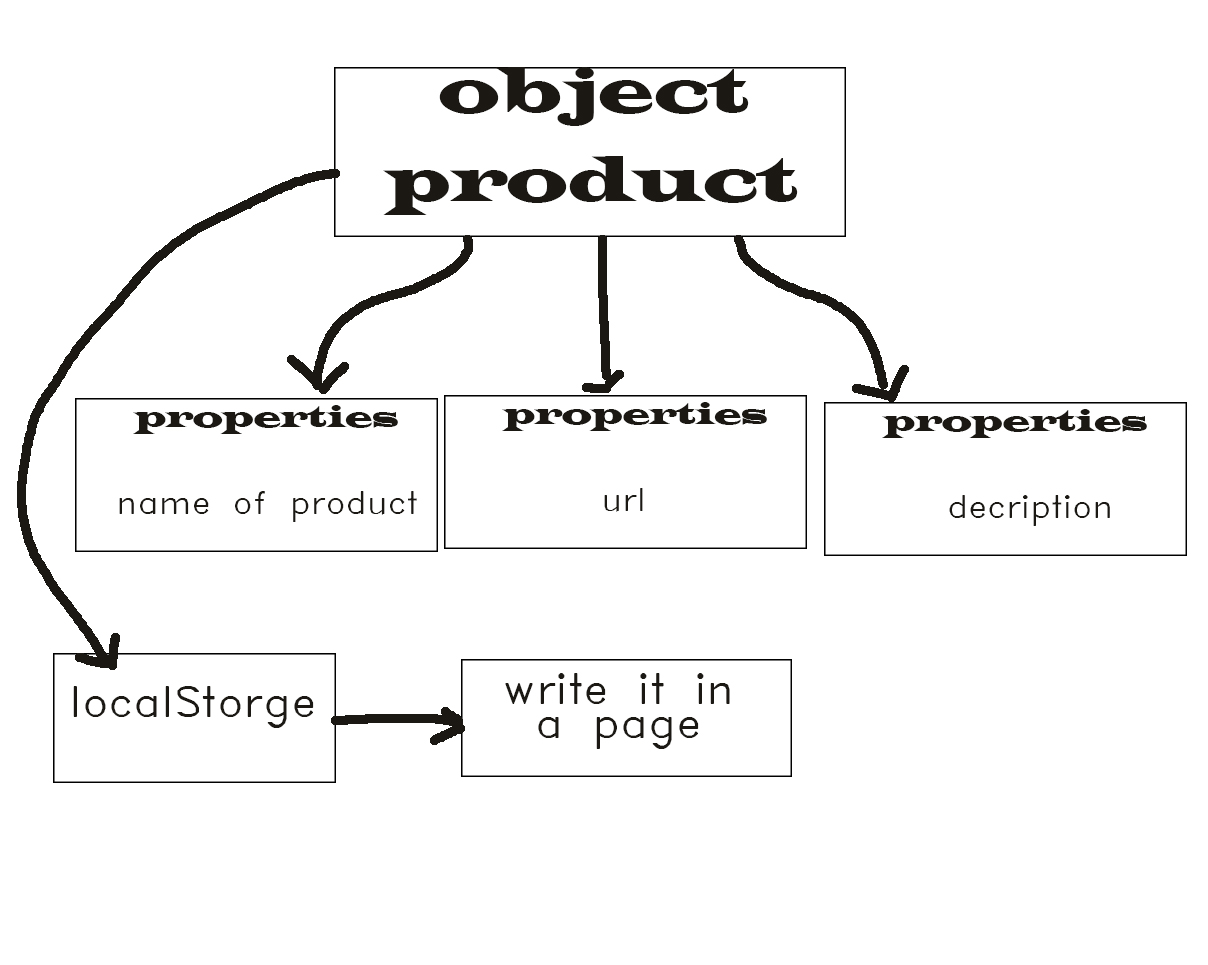 object
product
properties
name of product
properties
url
properties
decription
localStorge
write it in
a page